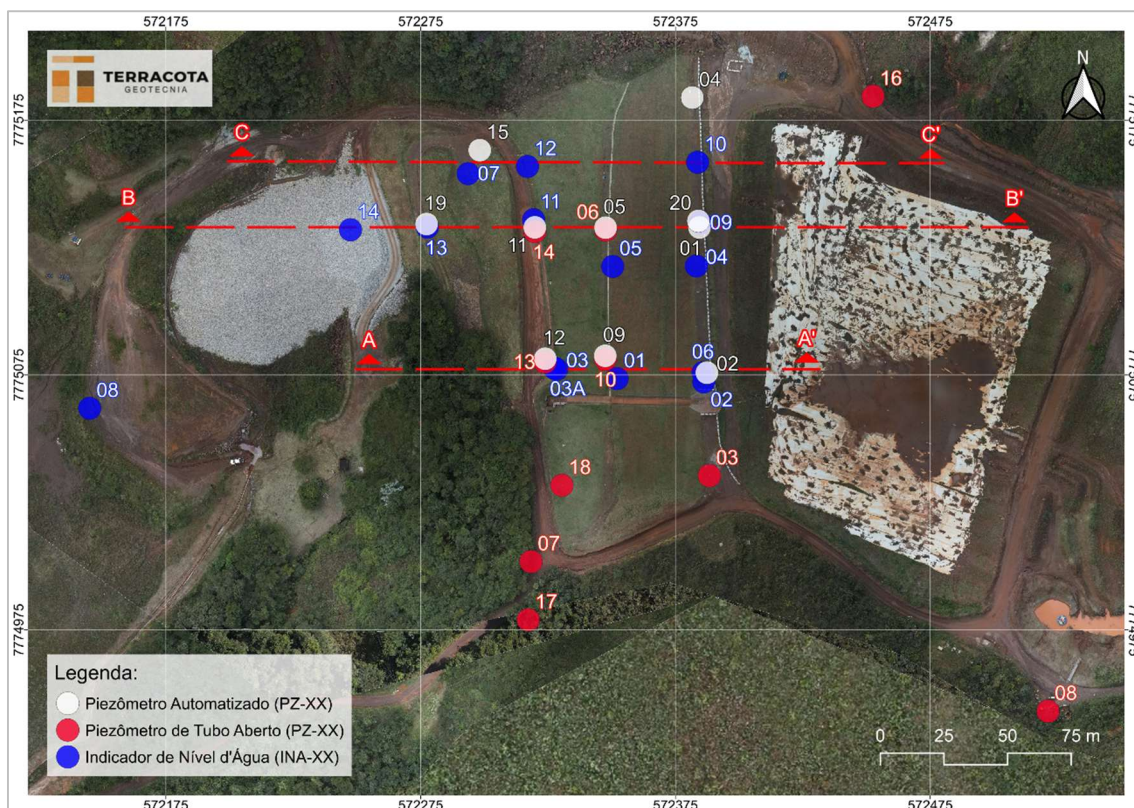 572175 572275 572375 572475
TERRACOTA
GEOTECNIA
N
04
16
7775175
7775175
C
15
12
10
C'
07
B
19
11
06
05
20
09
B'
14
13
11
14
05
01
04
A
12
09
A'
13
03
01
06
02
7775075
7775075
03A
10
02
08
18
03
07
17
7774975
7774975
Legenda:
Piezômetro Automatizado (PZ-XX)
Piezômetro de Tubo Aberto (PZ-XX)
Indicador de Nível d'Água (INA-XX)
08
0 25 50 75 m
572175 572275 572375 572475